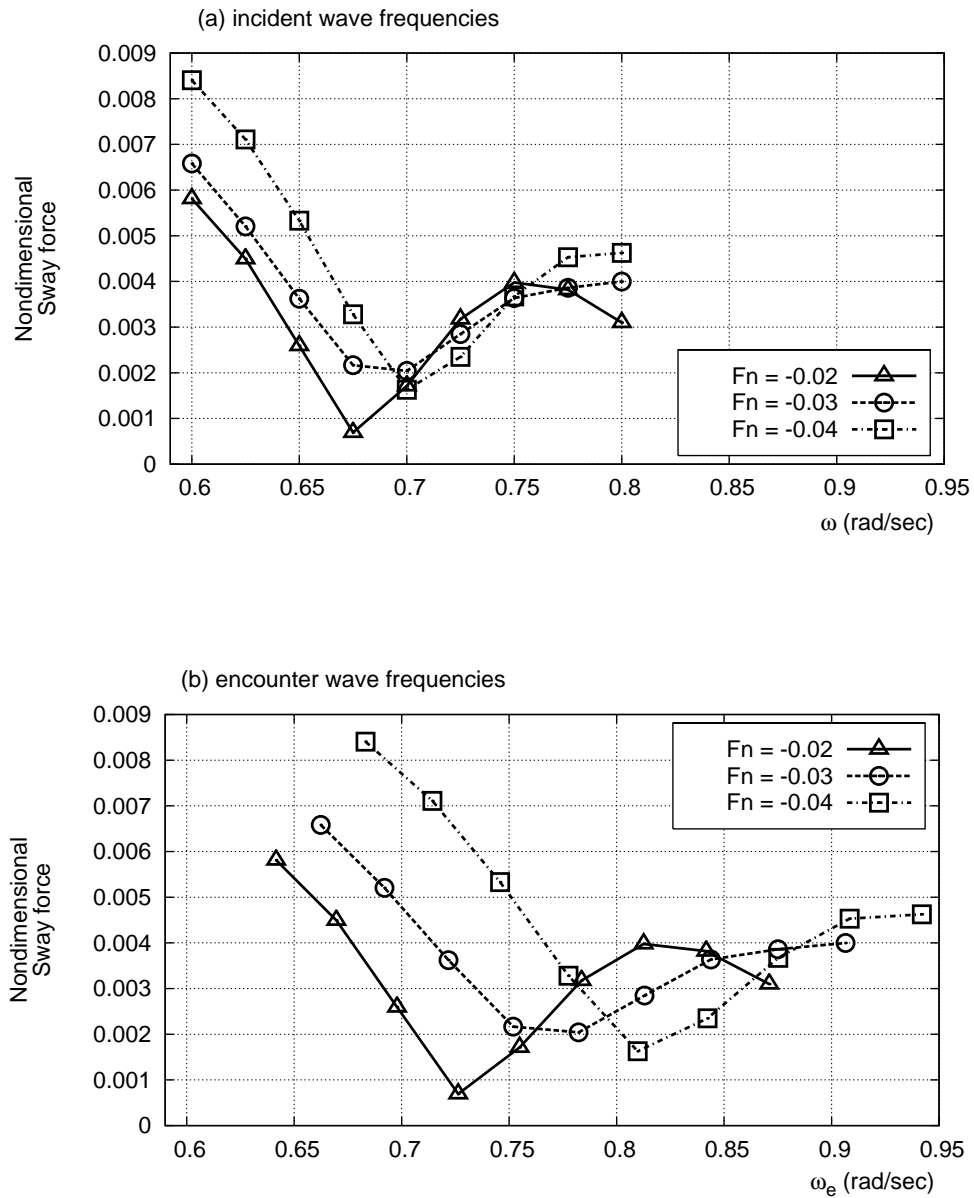 (a) incident wave frequencies
0.009
0.008
0.007
0.006
0.005
0.004
0.003
0.002
0.001
0
Nondimensional
Sway force
Fn = -0.02
Fn = -0.03
Fn = -0.04
0.6 0.65 0.7 0.75 0.8 0.85 0.9 0.95
ω (rad/sec)
(b) encounter wave frequencies
0.009
0.008
0.007
0.006
0.005
0.004
0.003
0.002
0.001
0
Nondimensional
Sway force
Fn = -0.02
Fn = -0.03
Fn = -0.04
0.6 0.65 0.7 0.75 0.8 0.85 0.9 0.95
ωe (rad/sec)